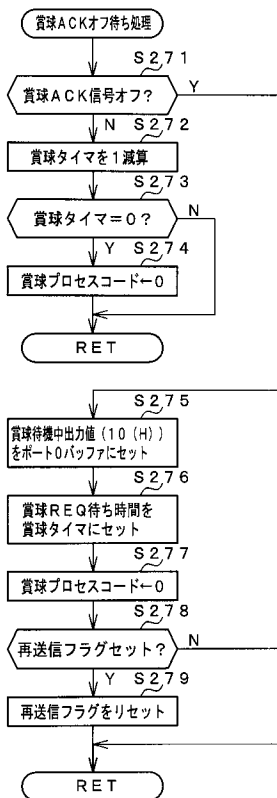 賞球ACKオフ待ち処理
S271
賞球ACK信号オフ?
Y
N
S272
賞球タイマを1減算
S273
賞球タイマ=0?
N
Y
S274
賞球プロセスコード←0
RET
S275
賞球待機中出力値(10(H))
をポート0バッファにセット
S276
賞球REQ待ち時間を
賞球タイマにセット
S277
賞球プロセスコード←0
S278
再送信フラグセット?
N
Y
S279
再送信フラグをリセット
RET